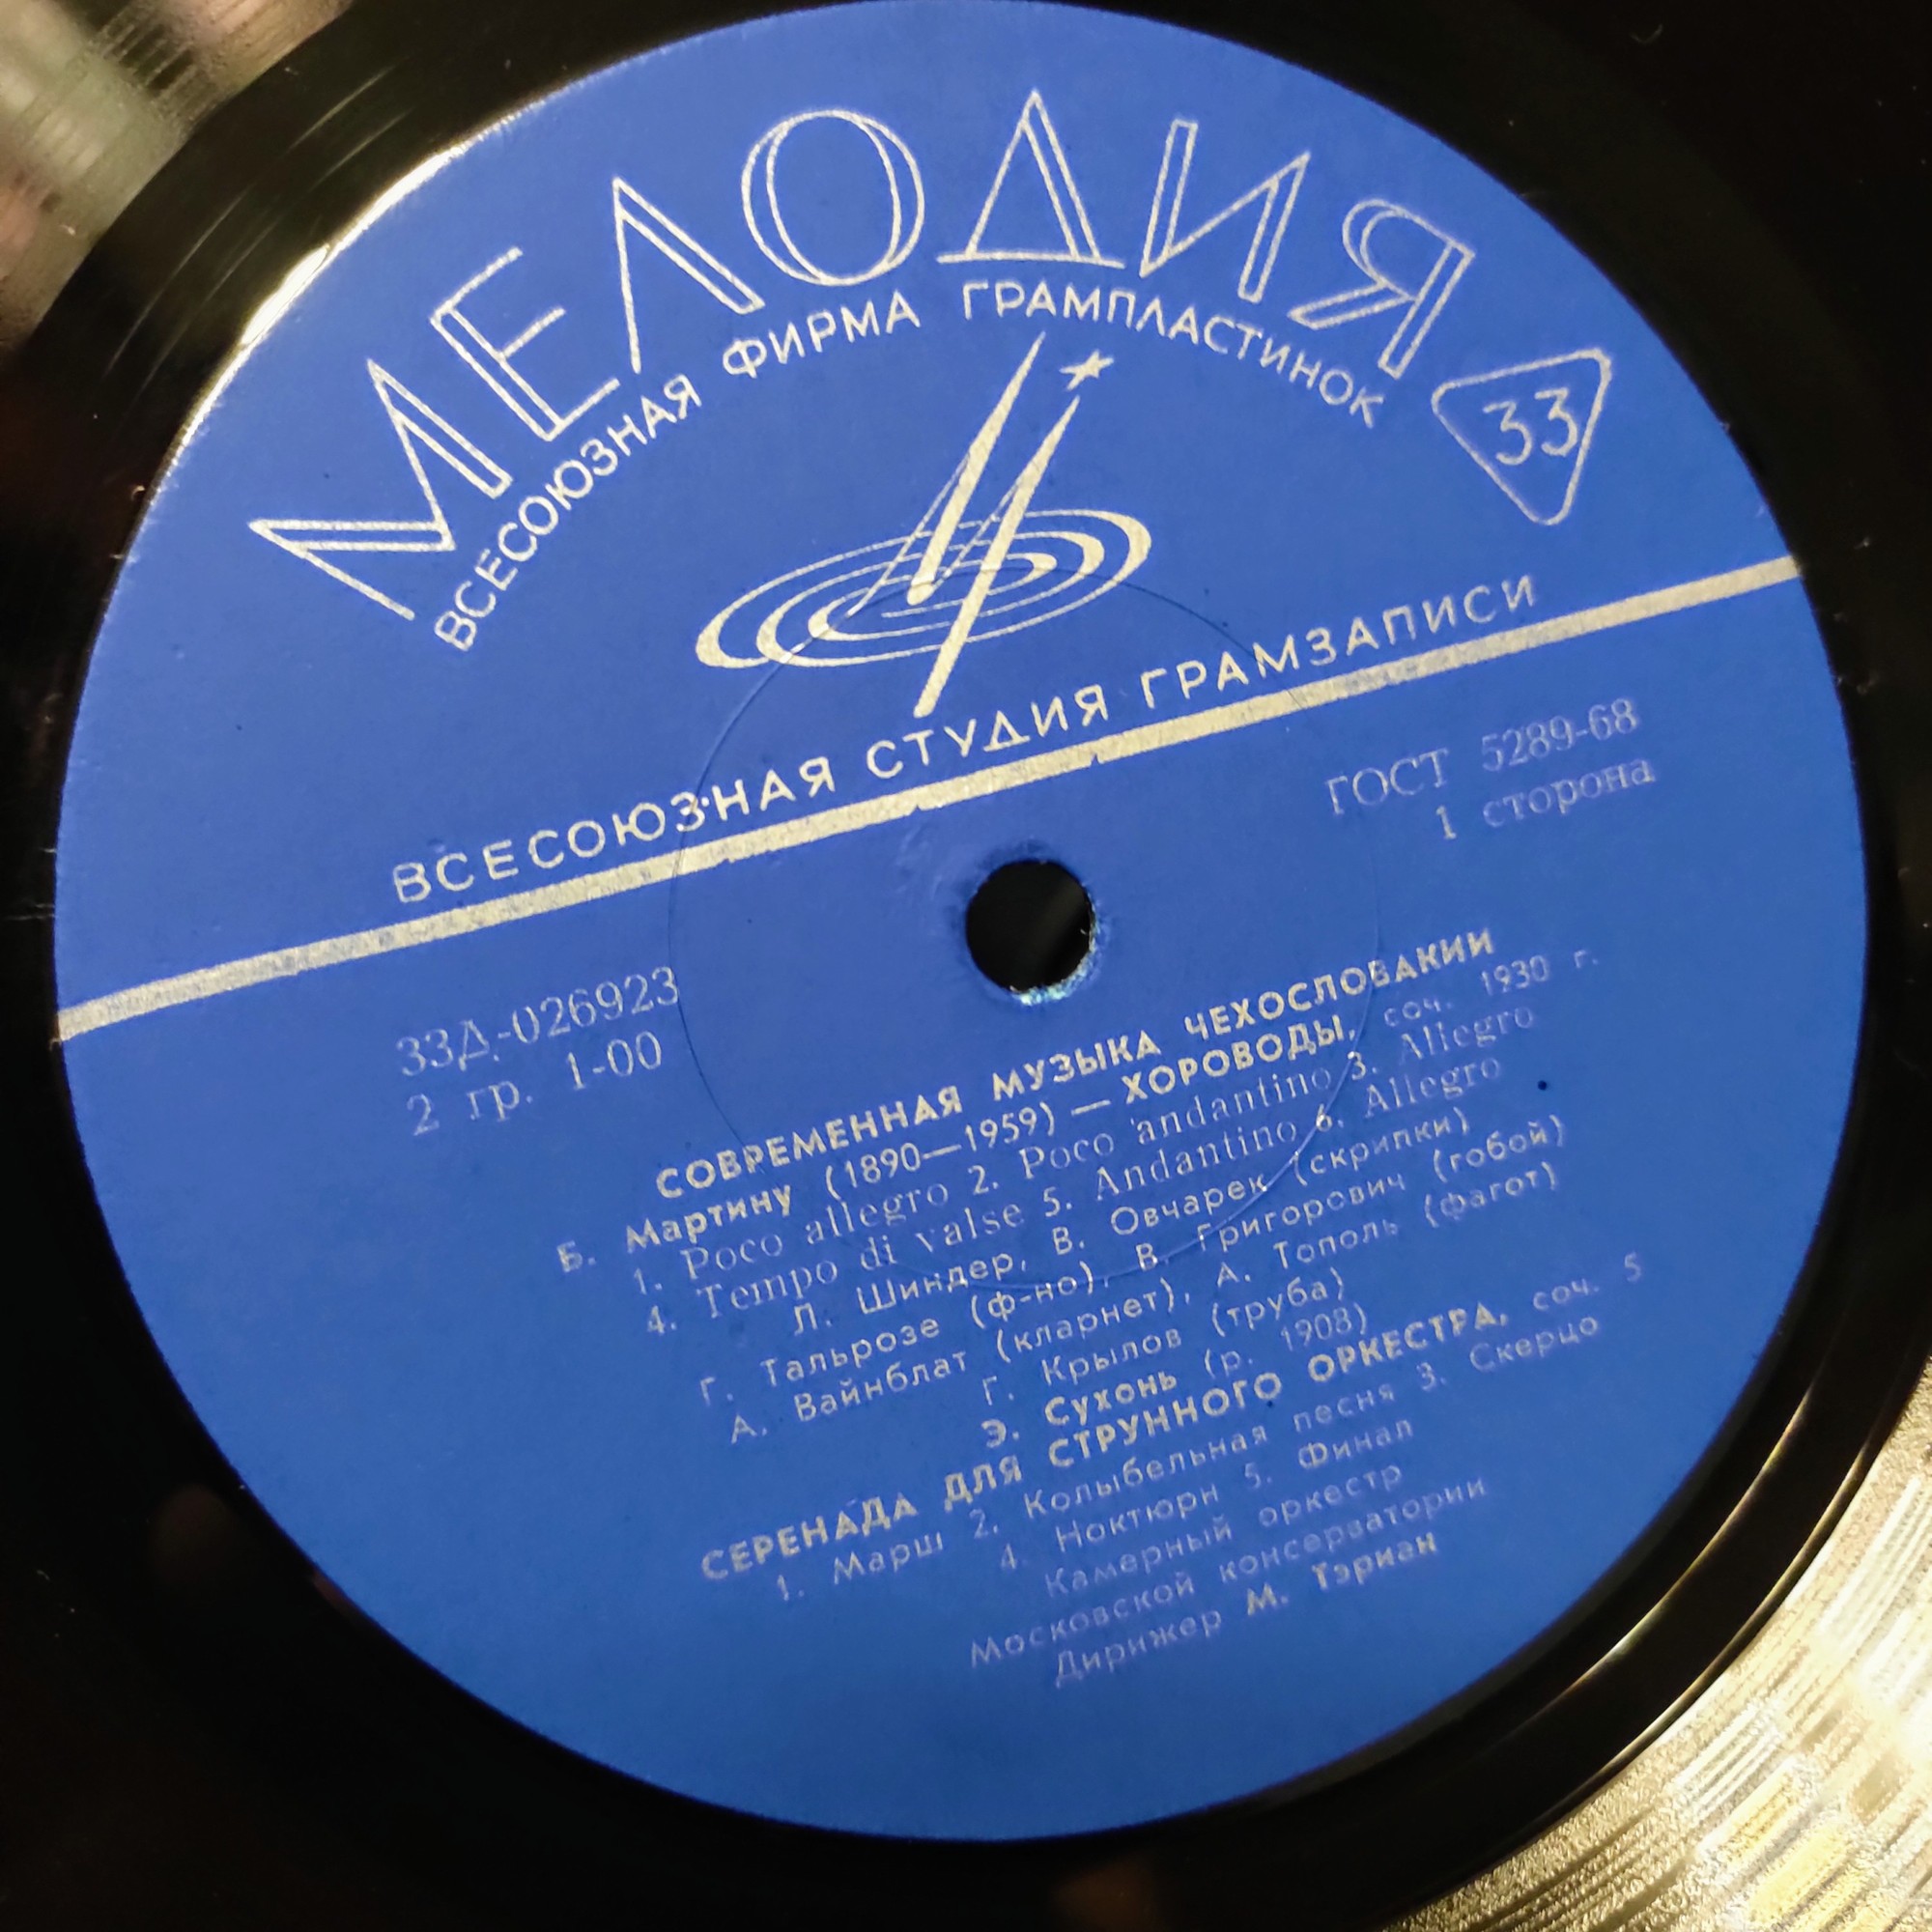 МЕЛОДИЯ
ВСЕСОЮЗНАЯ ФИРМА ГРАМПЛАСТИНОК
33
ВСЕСОЮЗНАЯ СТУДИЯ ГРАМЗАПИСИ
ГОСТ 5289-68
1 сторона
33Д-026923
2 гр. 1-00
СОВРЕМЕННАЯ МУЗЫКА ЧЕХОСЛОВАКИИ
Б. Мартину (1890—1959) — ХОРОВОДЫ, соч. 1930 г.
1. Poco allegro 2. Poco andantino 3. Allegro
4. Tempo di valse 5. Andantino 6. Allegro
Л. Шиндер, В. Овчарек (скрипки)
Г. Тальрозе (ф-но), В. Григорович (гобой)
А. Вайнблат (кларнет), А. Тополь (фагот)
Г. Крылов (труба)
Э. Сухонь (р. 1908)
СЕРЕНАДА ДЛЯ СТРУННОГО ОРКЕСТРА, соч. 5
1. Марш 2. Колыбельная песня 3. Скерцо
4. Ноктюрн 5. Финал
Камерный оркестр
Московской консерватории
Дирижер М. Тэриан